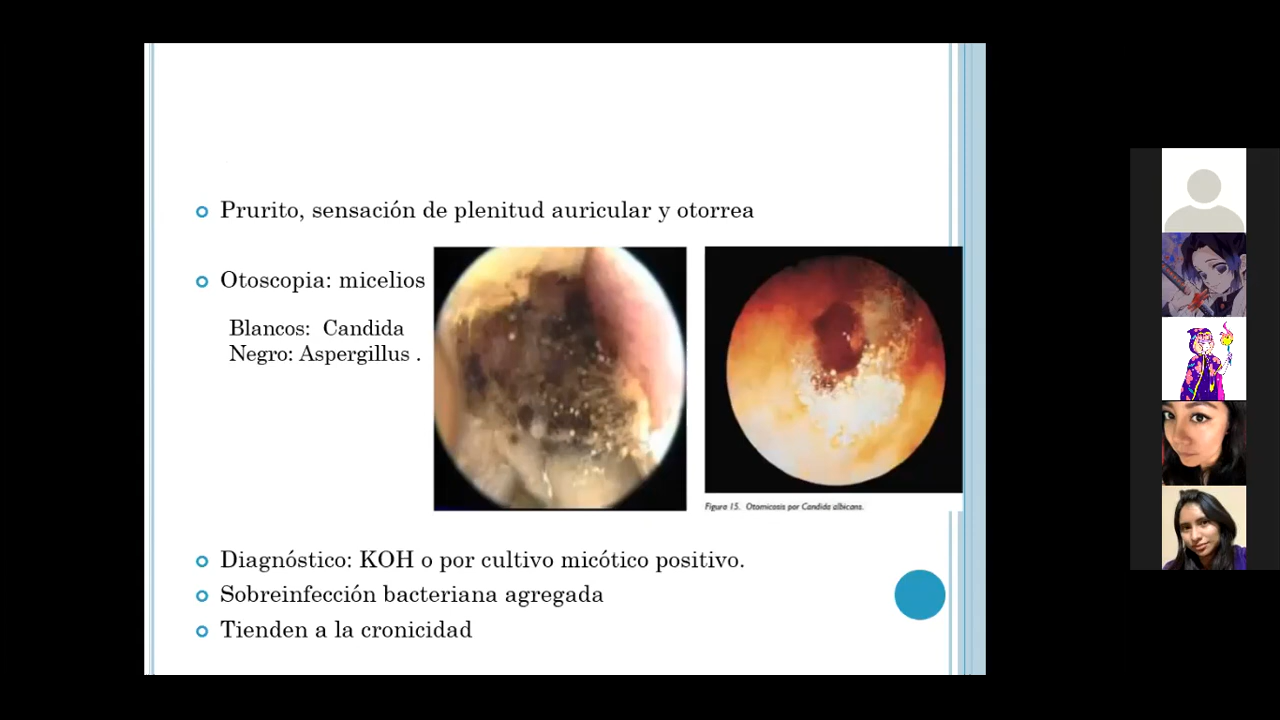 Prurito, sensación de plenitud auricular y otorrea
Otoscopia: micelios
Blancos: Candida
Negro: Aspergillus .
Figura 15. Otomicosis por Candida albicans.
Diagnóstico: KOH o por cultivo micótico positivo.
Sobreinfección bacteriana agregada
Tienden a la cronicidad